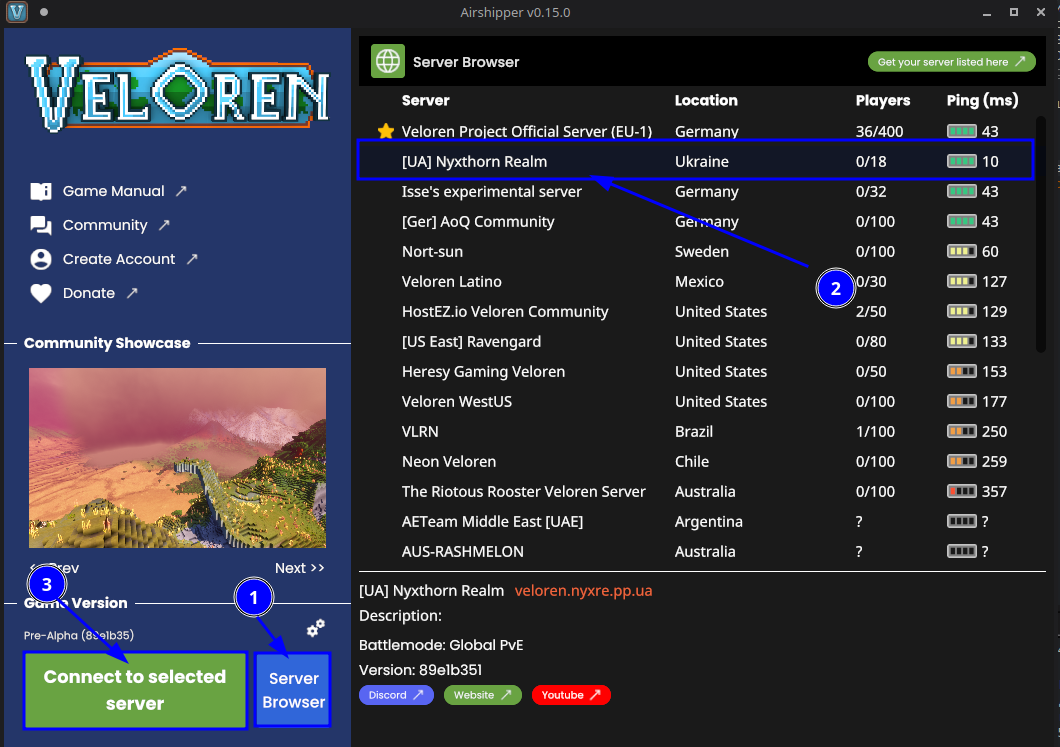 Airshipper v0.15.0
VELOREN
Game Manual
Community
Create Account
Donate
Community Showcase
Next >>
3
1
Game Version
Pre-Alpha (89e1b35)
Connect to selected
server
Server
Browser
Server Browser
Get your server listed here
Server Location Players Ping (ms)
Veloren Project Official Server (EU-1) Germany 36/400 43
[UA] Nyxthorn Realm Ukraine 0/18 10
Isse's experimental server Germany 0/32 43
[Ger] AoQ Community Germany 0/100 43
Nort-sun Sweden 0/100 60
2
Veloren Latino Mexico 0/30 127
HostEZ.io Veloren Community United States 2/50 129
[US East] Ravengard United States 0/80 133
Heresy Gaming Veloren United States 0/50 153
Veloren WestUS United States 0/100 177
VLRN Brazil 1/100 250
Neon Veloren Chile 0/100 259
The Riotous Rooster Veloren Server Australia 0/100 357
AETeam Middle East [UAE] Argentina ? ?
AUS-RASHMELON Australia ? ?
[UA] Nyxthorn Realm veloren.nyxre.pp.ua
Description:
Battlemode: Global PvE
Version: 89e1b351
Discord Website Youtube